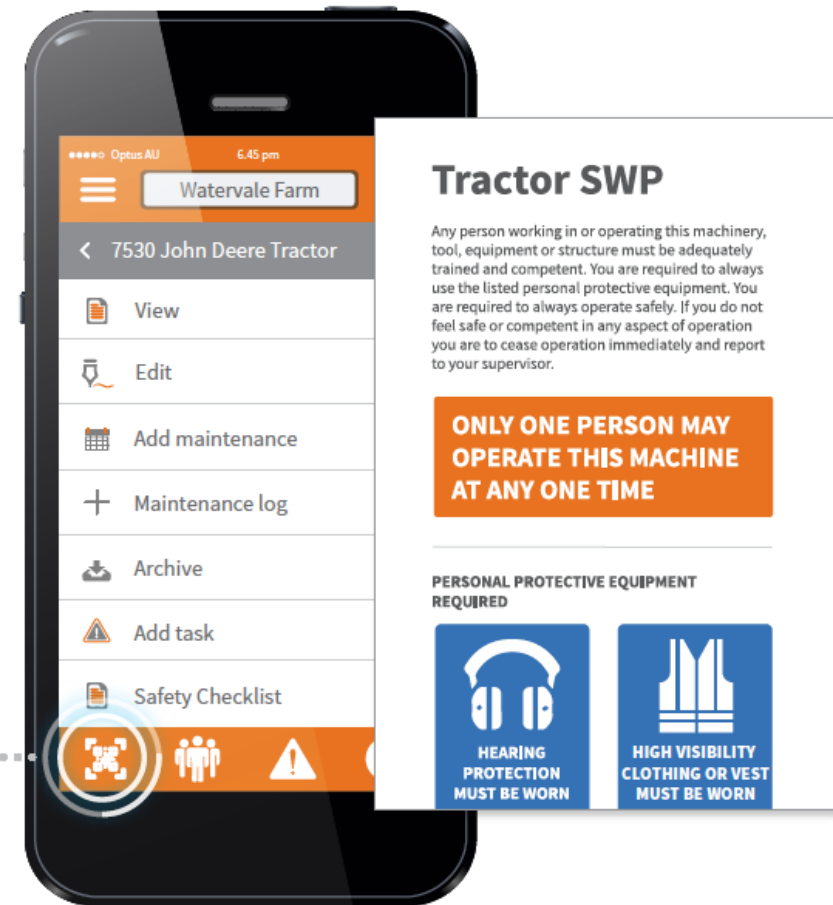 Optus AU 6.45 pm
Watervale Farm
7530 John Deere Tractor
View
Edit
Add maintenance
Maintenance log
Archive
Add task
Safety Checklist
Tractor SWP
Any person working in or operating this machinery,
tool, equipment or structure must be adequately
trained and competent. You are required to always
use the listed personal protective equipment. You
are required to always operate safely. If you do not
feel safe or competent in any aspect of operation
you are to cease operation immediately and report
to your supervisor.
ONLY ONE PERSON MAY
OPERATE THIS MACHINE
AT ANY ONE TIME
PERSONAL PROTECTIVE EQUIPMENT
REQUIRED
HEARING
PROTECTION
MUST BE WORN
HIGH VISIBILITY
CLOTHING OR VEST
MUST BE WORN